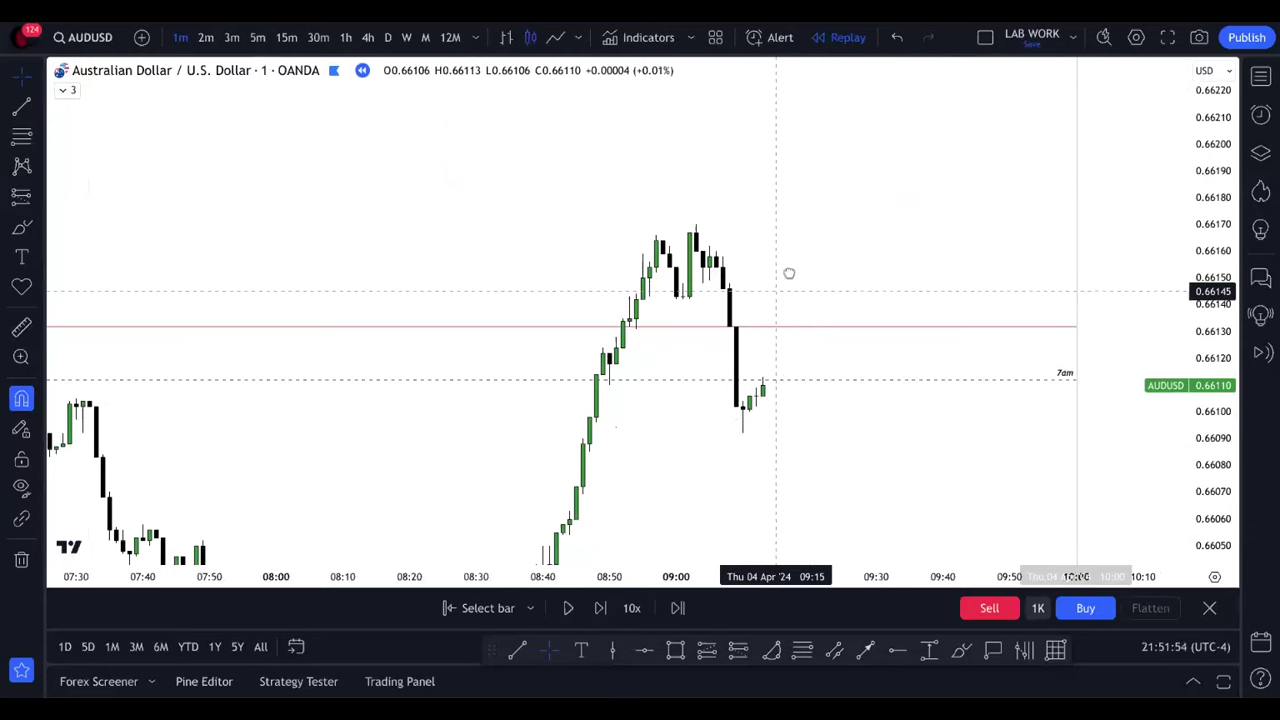 124
AUDUSD
1m 2m 3m 5m 15m 30m 1h 4h D W M 12M
Indicators
Alert
Replay
LAB WORK
Save
Publish
Australian Dollar / U.S. Dollar · 1 · OANDA
O0.66106 H0.66113 L0.66106 C0.66110 +0.00004 (+0.01%)
USD
3
0.66220
0.66210
0.66200
0.66190
0.66180
0.66170
0.66160
0.66150
0.66145
0.66140
0.66130
0.66120
7am
AUDUSD 0.66110
0.66100
0.66090
0.66080
0.66070
0.66060
0.66050
07:30 07:40 07:50 08:00 08:10 08:20 08:30 08:40 08:50 09:00 Thu 04 Apr '24 09:15 09:30 09:40 09:50 10:00 10:10
Select bar
10x
Sell
1K
Buy
Flatten
1D 5D 1M 3M 6M YTD 1Y 5Y All
21:51:54 (UTC-4)
Forex Screener
Pine Editor
Strategy Tester
Trading Panel